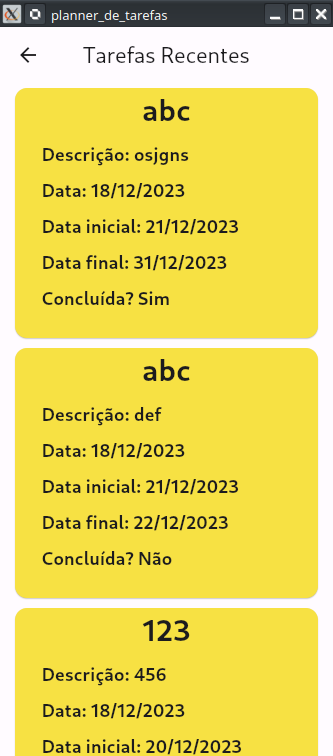 planner_de_tarefas
Tarefas Recentes
abc
Descrição: osjgns
Data: 18/12/2023
Data inicial: 21/12/2023
Data final: 31/12/2023
Concluída? Sim
abc
Descrição: def
Data: 18/12/2023
Data inicial: 21/12/2023
Data final: 22/12/2023
Concluída? Não
123
Descrição: 456
Data: 18/12/2023
Data inicial: 20/12/2023